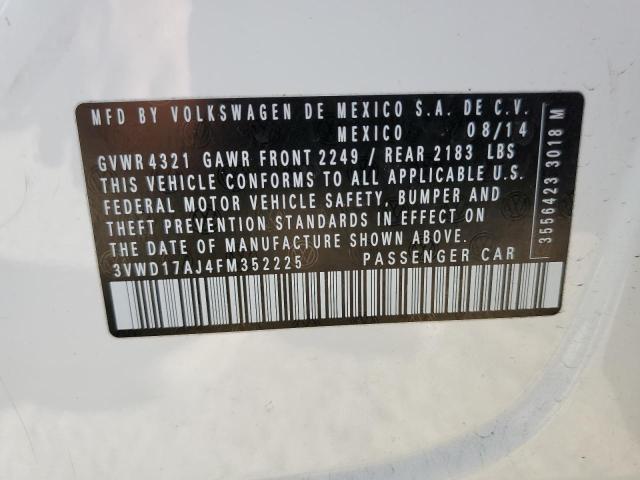 MFD BY VOLKSWAGEN DE MEXICO S.A. DE C.V.
MEXICO 08/14
GVWR 4321 GAWR FRONT 2249 / REAR 2183 LBS
THIS VEHICLE CONFORMS TO ALL APPLICABLE U.S.
FEDERAL MOTOR VEHICLE SAFETY, BUMPER AND
THEFT PREVENTION STANDARDS IN EFFECT ON
THE DATE OF MANUFACTURE SHOWN ABOVE.
3VWD17AJ4FM352225 PASSENGER CAR
3556423 3018 M